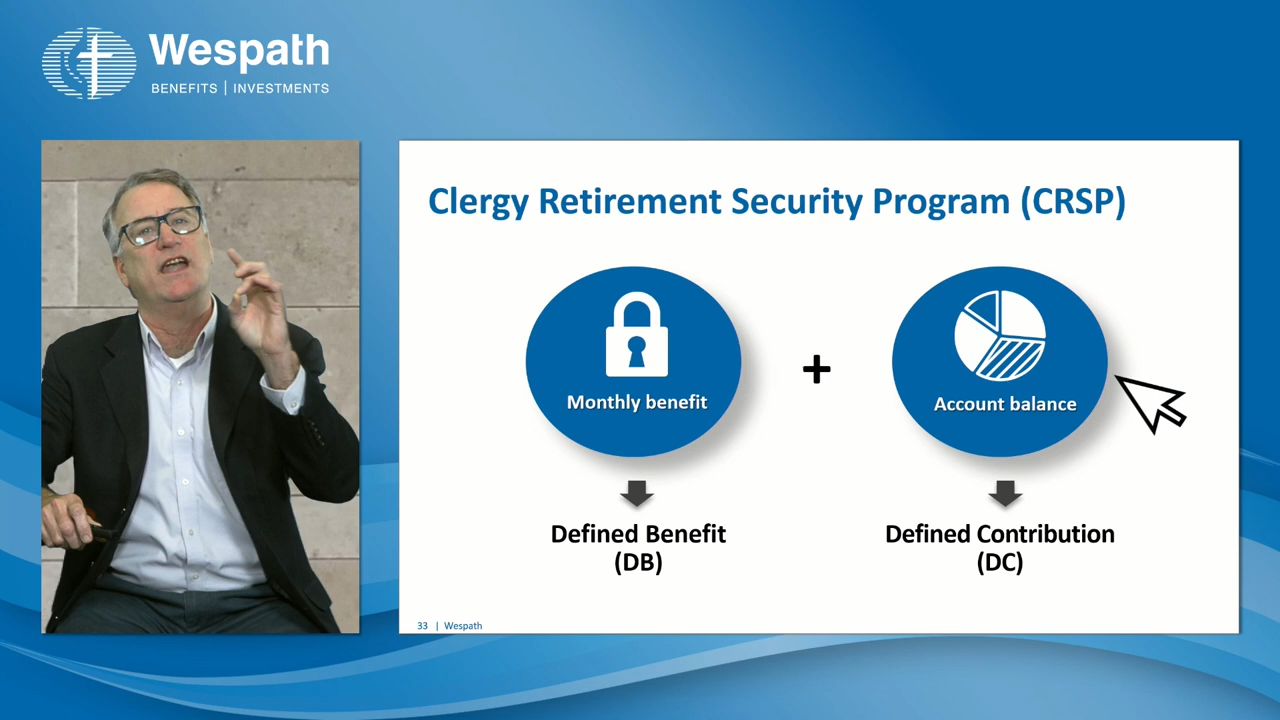 Wespath
BENEFITS | INVESTMENTS
Clergy Retirement Security Program (CRSP)
Monthly benefit
+
Account balance
Defined Benefit
(DB)
Defined Contribution
(DC)
33 | Wespath